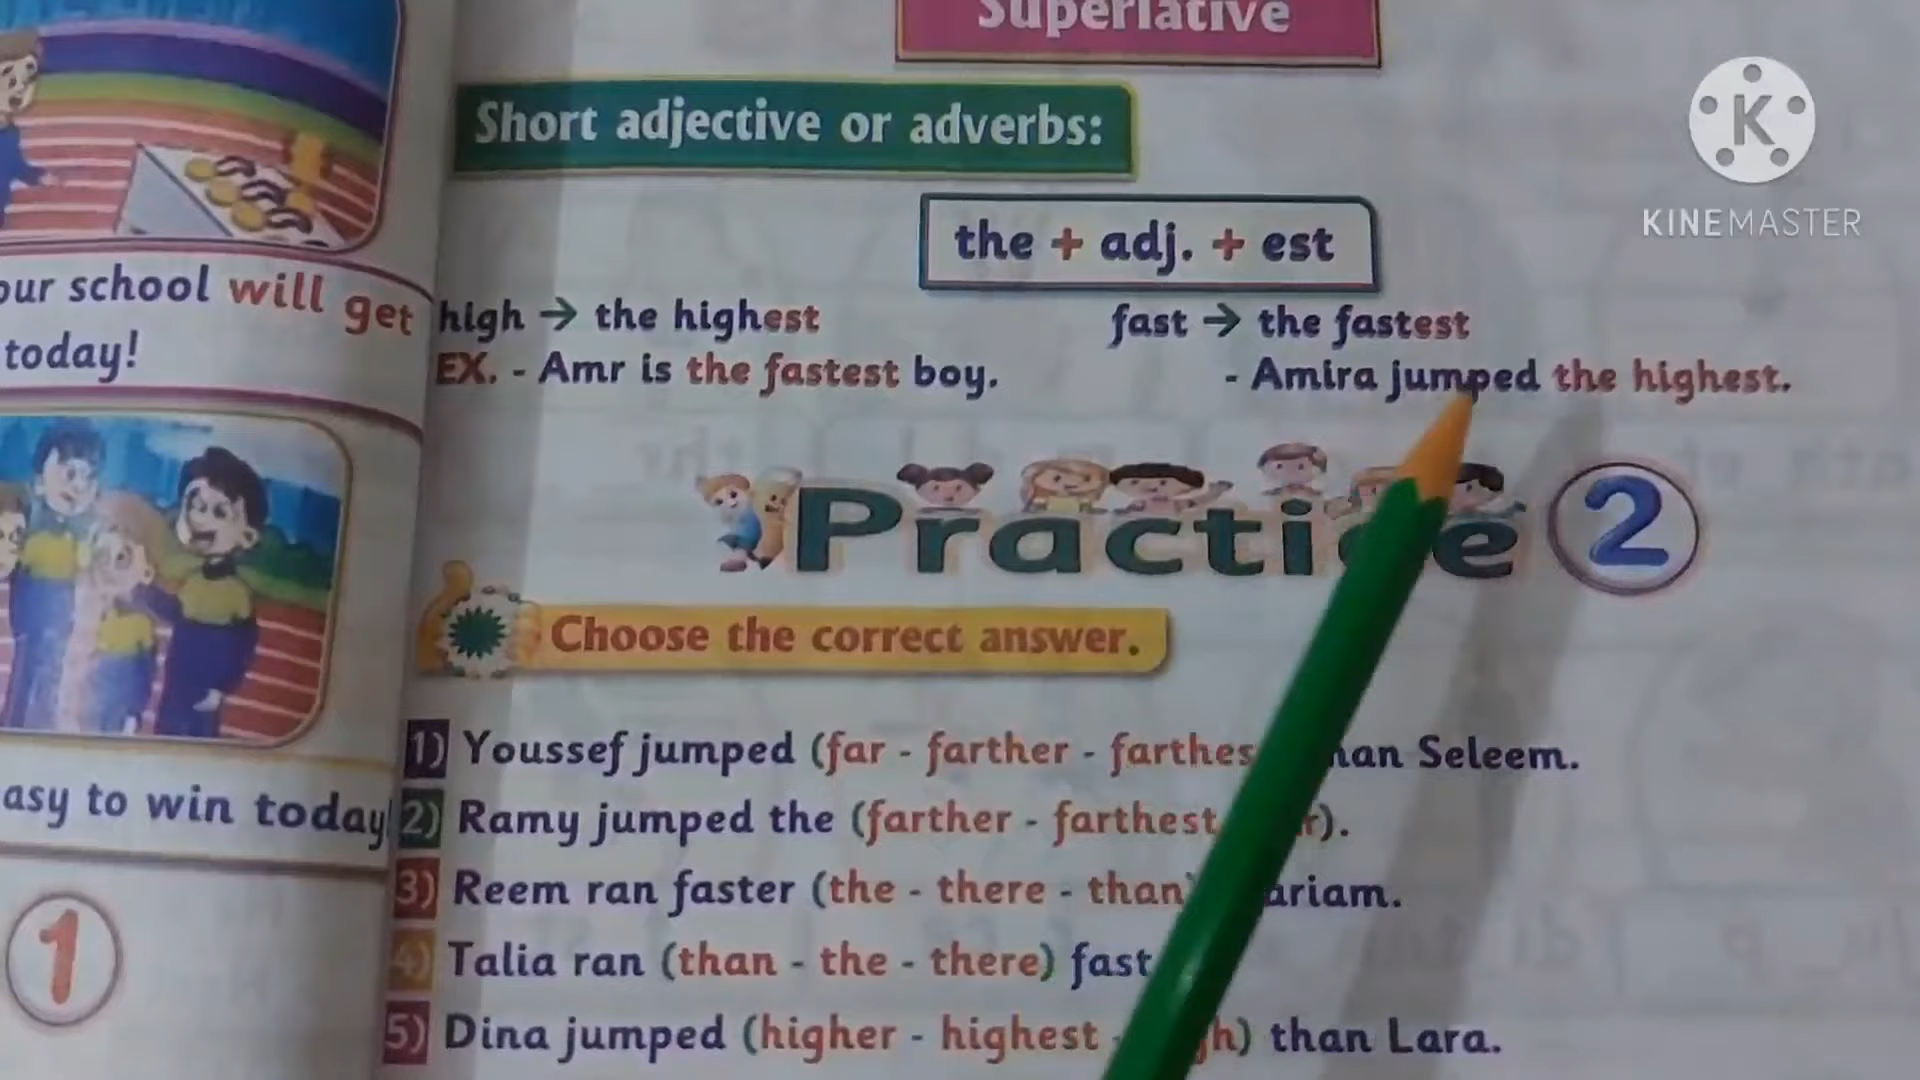 Superlative
Short adjective or adverbs:
the + adj. + est
high → the highest
fast → the fastest
EX. - Amr is the fastest boy.
- Amira jumped the highest.
Practice 2
Choose the correct answer.
1) Youssef jumped (far - farther - farthes Seleem.
2) Ramy jumped the (farther - farthest
3) Reem ran faster (the - there - than)
4) Talia ran (than - the - there) fast
5) Dina jumped (higher - highest - than Lara.
our school will get
today!
asy to win today
1
K
KINEMASTER